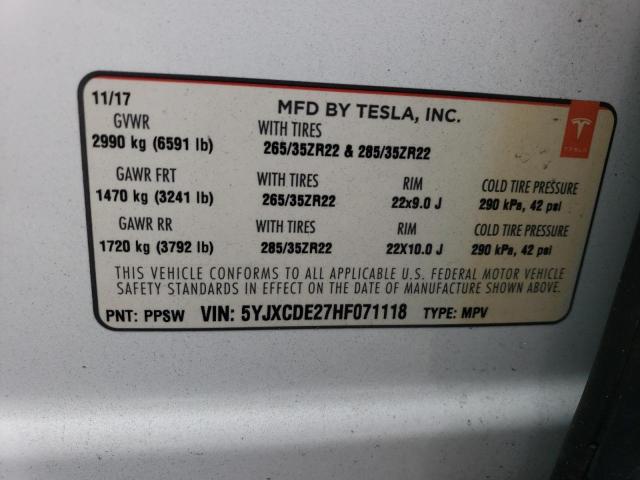 11/17
MFD BY TESLA, INC.
TESLA
GVWR WITH TIRES
2990 kg (6591 lb) 265/35ZR22 & 285/35ZR22
GAWR FRT WITH TIRES RIM COLD TIRE PRESSURE
1470 kg (3241 lb) 265/35ZR22 22x9.0 J 290 kPa, 42 psi
GAWR RR WITH TIRES RIM COLD TIRE PRESSURE
1720 kg (3792 lb) 285/35ZR22 22X10.0 J 290 kPa, 42 psi
THIS VEHICLE CONFORMS TO ALL APPLICABLE U.S. FEDERAL MOTOR VEHICLE
SAFETY STANDARDS IN EFFECT ON THE DATE OF MANUFACTURE SHOWN ABOVE.
PNT: PPSW VIN: 5YJXCDE27HF071118 TYPE: MPV